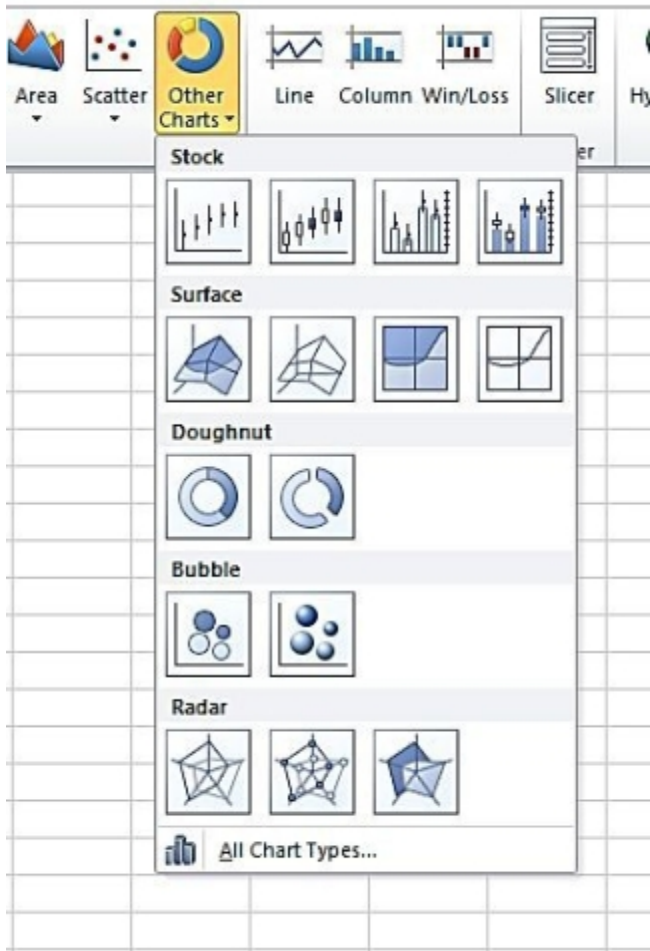 Area Scatter Other Charts Line Column Win/Loss Slicer
Stock
Surface
Doughnut
Bubble
Radar
All Chart Types...